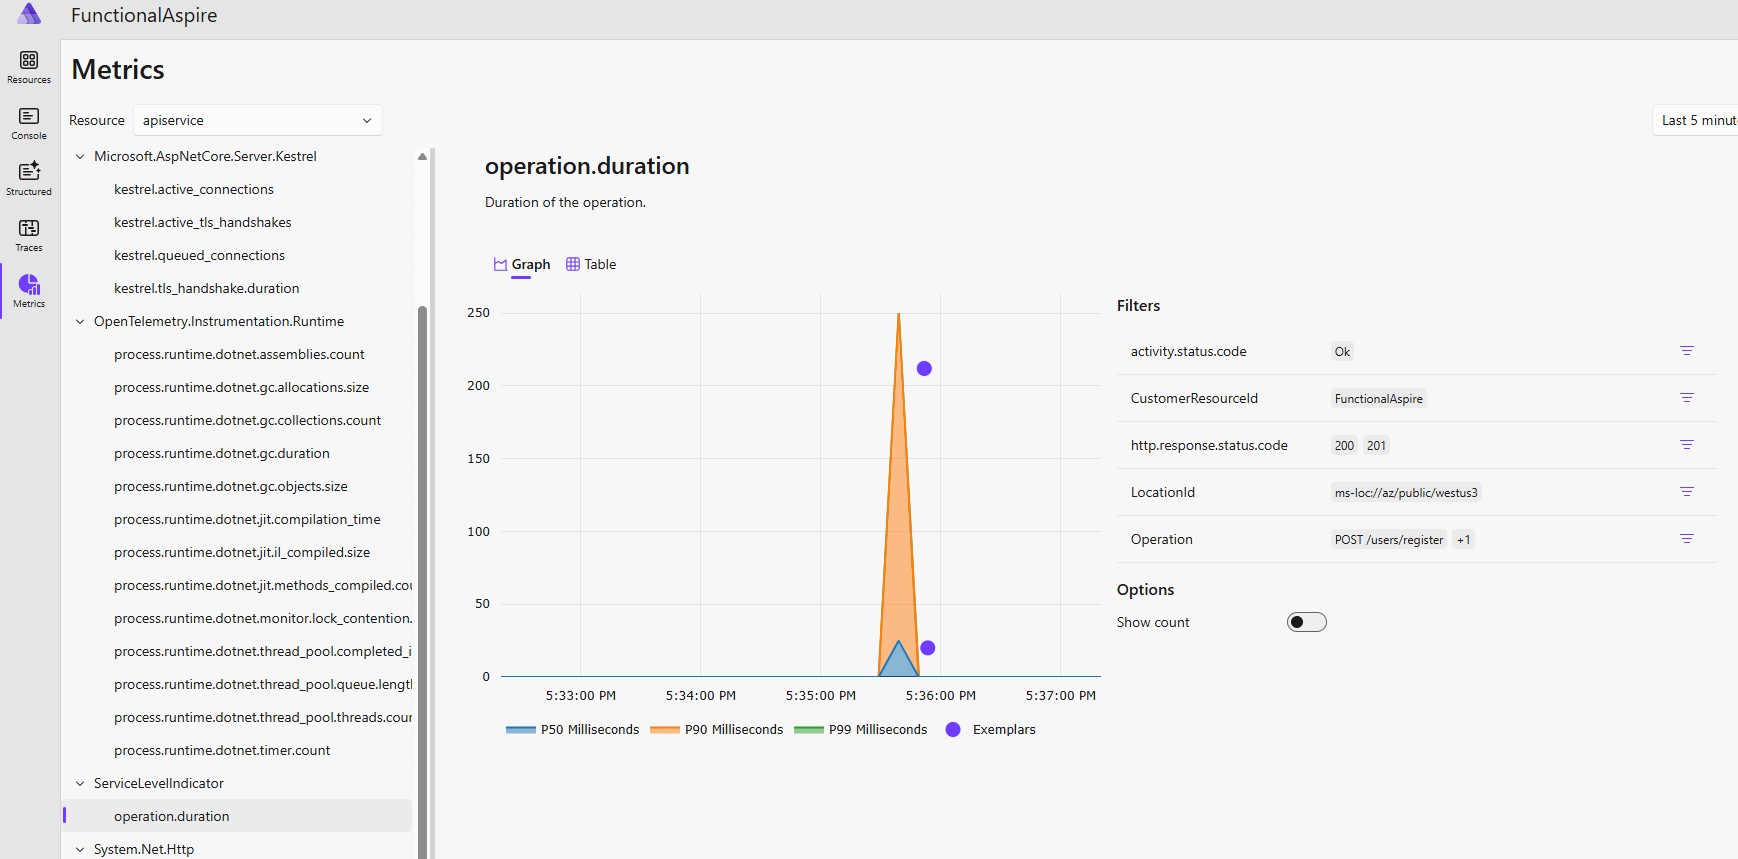 FunctionalAspire
Resources
Console
Structured
Traces
Metrics
Metrics
Resource
apiservice
Last 5 minut
Microsoft.AspNetCore.Server.Kestrel
kestrel.active_connections
kestrel.active_tls_handshakes
kestrel.queued_connections
kestrel.tls_handshake.duration
OpenTelemetry.Instrumentation.Runtime
process.runtime.dotnet.assemblies.count
process.runtime.dotnet.gc.allocations.size
process.runtime.dotnet.gc.collections.count
process.runtime.dotnet.gc.duration
process.runtime.dotnet.gc.objects.size
process.runtime.dotnet.jit.compilation_time
process.runtime.dotnet.jit.il_compiled.size
process.runtime.dotnet.jit.methods_compiled.cou
process.runtime.dotnet.monitor.lock_contention.
process.runtime.dotnet.thread_pool.completed_i
process.runtime.dotnet.thread_pool.queue.lengt
process.runtime.dotnet.thread_pool.threads.cour
process.runtime.dotnet.timer.count
ServiceLevelIndicator
operation.duration
System.Net.Http
operation.duration
Duration of the operation.
Graph Table
250
200
150
100
50
0
5:33:00 PM 5:34:00 PM 5:35:00 PM 5:36:00 PM 5:37:00 PM
P50 Milliseconds P90 Milliseconds P99 Milliseconds Exemplars
Filters
activity.status.code Ok
CustomerResourceId FunctionalAspire
http.response.status.code 200 201
LocationId ms-loc://az/public/westus3
Operation POST /users/register +1
Options
Show count